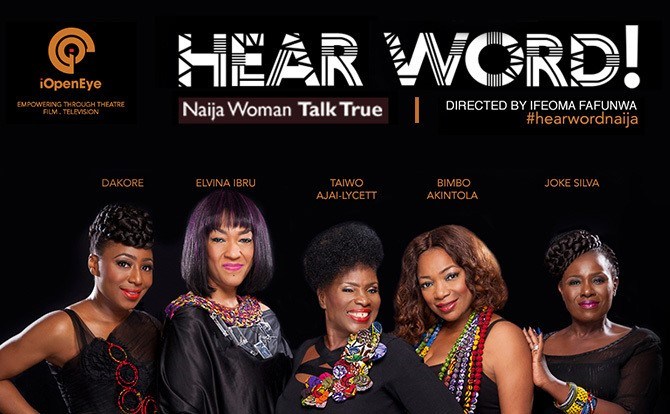 iOpenEye
EMPOWERING THROUGH THEATRE
FILM... TELEVISION
HEAR WORD!
Naija Woman Talk True
DIRECTED BY IFEOMA FAFUNWA
#hearwordnaija
DAKORE
ELVINA IBRU
TAIWO
AJAI-LYCETT
BIMBO
AKINTOLA
JOKE SILVA